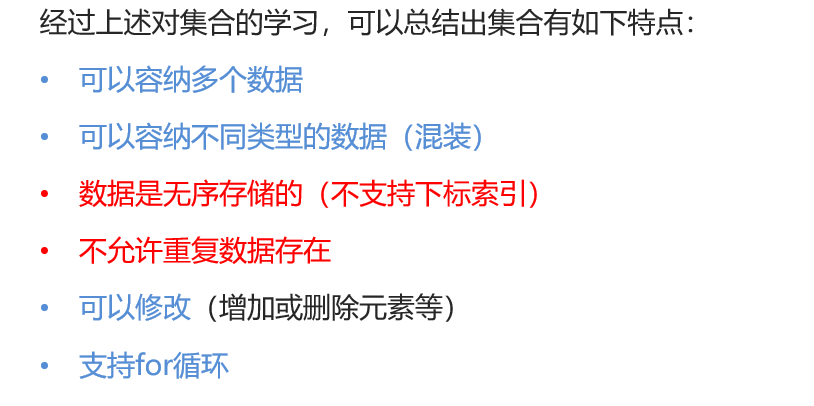 经过上述对集合的学习，可以总结出集合有如下特点：
• 可以容纳多个数据
• 可以容纳不同类型的数据（混装）
• 数据是无序存储的（不支持下标索引）
• 不允许重复数据存在
• 可以修改（增加或删除元素等）
• 支持for循环